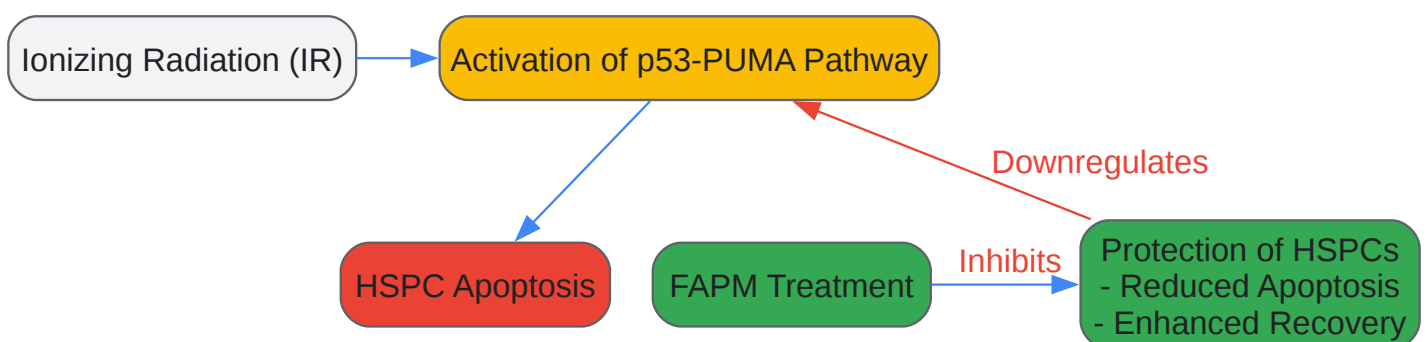 Ionizing Radiation (IR)
Activation of p53-PUMA Pathway
Downregulates
HSPC Apoptosis
FAPM Treatment
Inhibits
Protection of HSPCs
- Reduced Apoptosis
- Enhanced Recovery